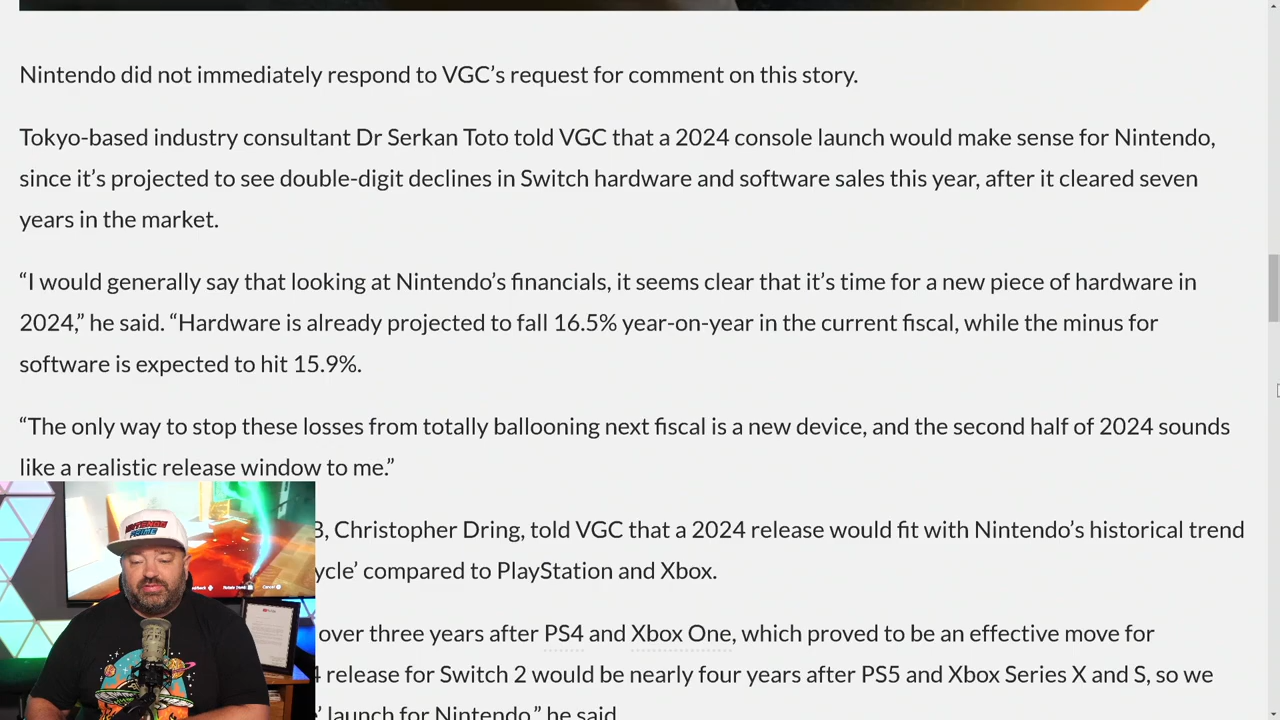 Nintendo did not immediately respond to VGC’s request for comment on this story.
Tokyo-based industry consultant Dr Serkan Toto told VGC that a 2024 console launch would make sense for Nintendo,
since it’s projected to see double-digit declines in Switch hardware and software sales this year, after it cleared seven
years in the market.
“I would generally say that looking at Nintendo’s financials, it seems clear that it’s time for a new piece of hardware in
2024,” he said. “Hardware is already projected to fall 16.5% year-on-year in the current fiscal, while the minus for
software is expected to hit 15.9%.
“The only way to stop these losses from totally ballooning next fiscal is a new device, and the second half of 2024 sounds
like a realistic release window to me.”
, Christopher Dring, told VGC that a 2024 release would fit with Nintendo’s historical trend
ycle’ compared to PlayStation and Xbox.
over three years after PS4 and Xbox One, which proved to be an effective move for
release for Switch 2 would be nearly four years after PS5 and Xbox Series X and S, so we
’ launch for Nintendo,” he said
NINTENDO
PRIME